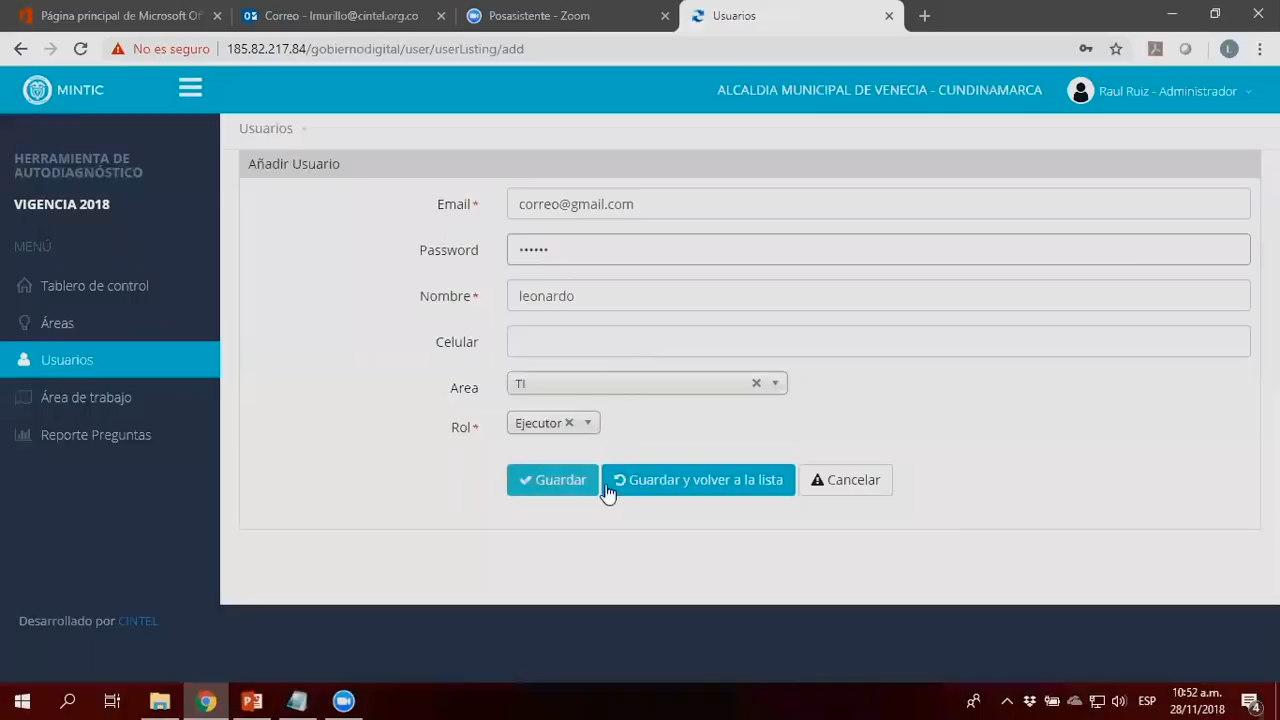 Página principal de Microsoft Of
Correo - lmurillo@cintel.org.co
Posasistente - Zoom
Usuarios
No es seguro
185.82.217.84/gobiernodigital/user/userListing/add
MINTIC
ALCALDIA MUNICIPAL DE VENECIA - CUNDINAMARCA
Raul Ruiz - Administrador
HERRAMIENTA DE
AUTODIAGNÓSTICO
VIGENCIA 2018
MENÚ
Tablero de control
Áreas
Usuarios
Área de trabajo
Reporte Preguntas
Desarrollado por CINTEL
Usuarios
Añadir Usuario
Email* correo@gmail.com
Password ••••••
Nombre* leonardo
Celular
Area TI
Rol* Ejecutor
Guardar Guardar y volver a la lista Cancelar
ESP
10:52 a.m.
28/11/2018
4